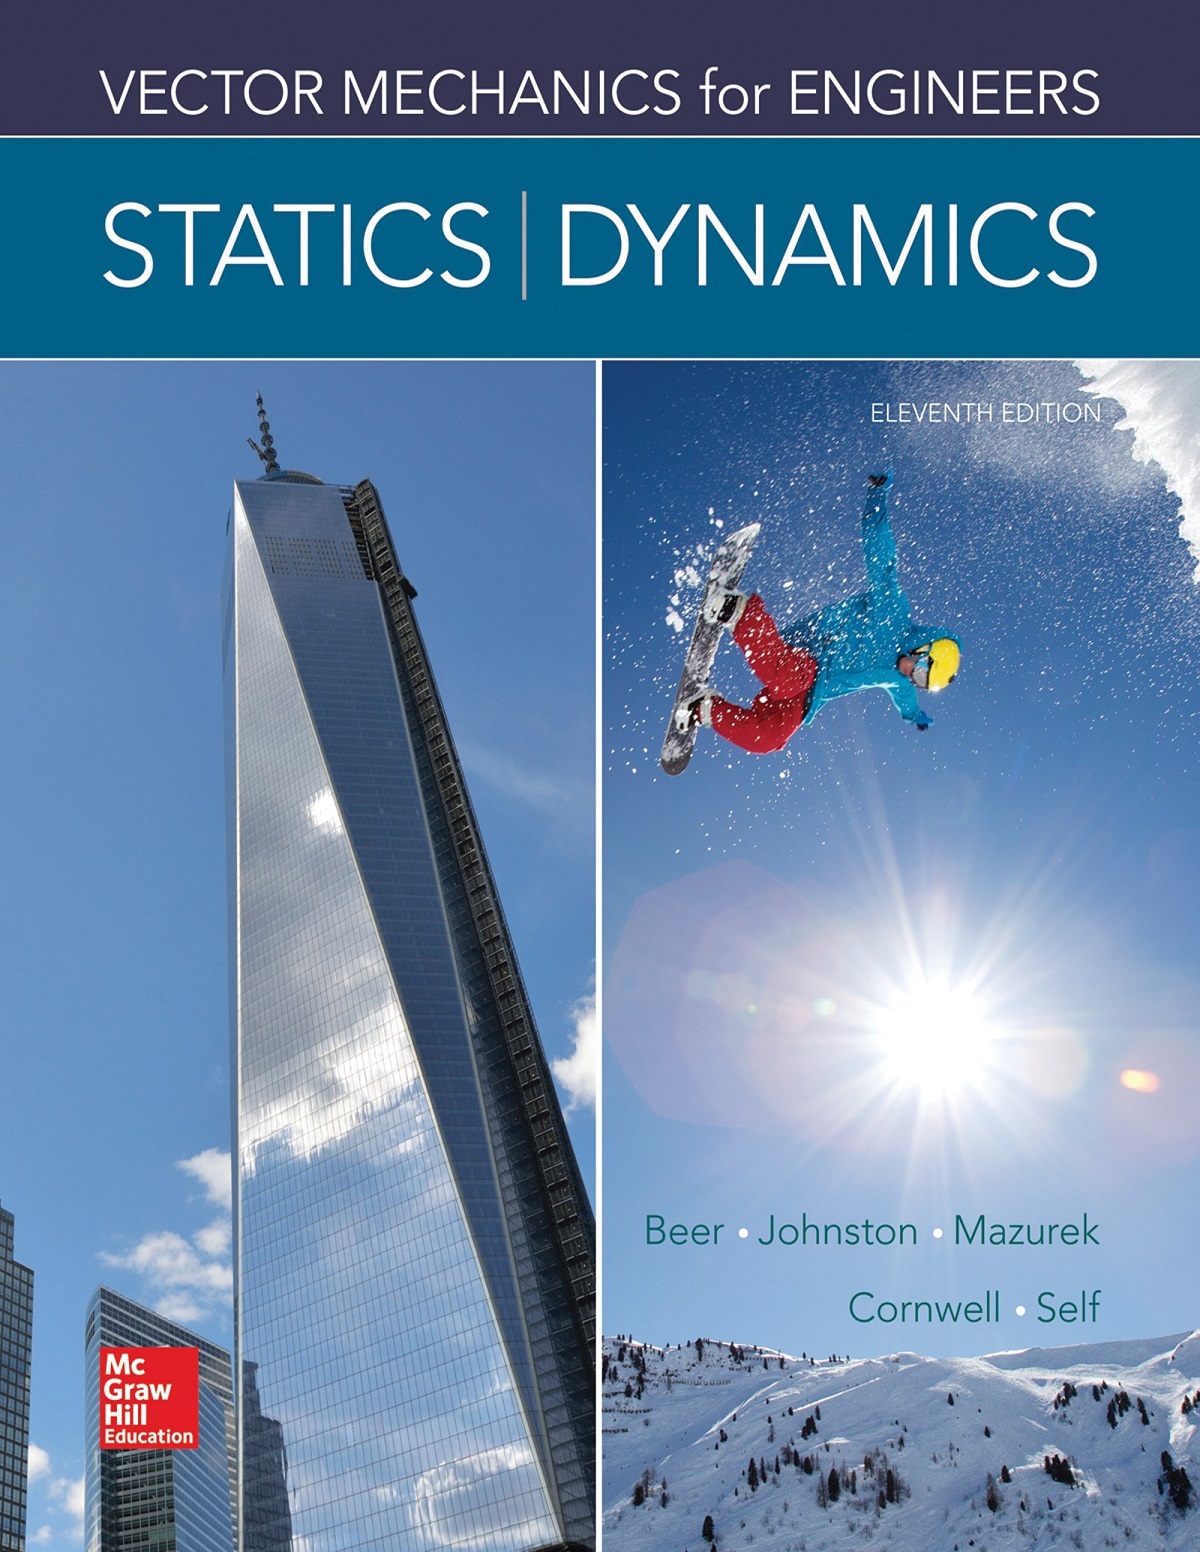 VECTOR MECHANICS for ENGINEERS
STATICS | DYNAMICS
ELEVENTH EDITION
Beer • Johnston • Mazurek
Cornwell • Self
Mc
Graw
Hill
Education